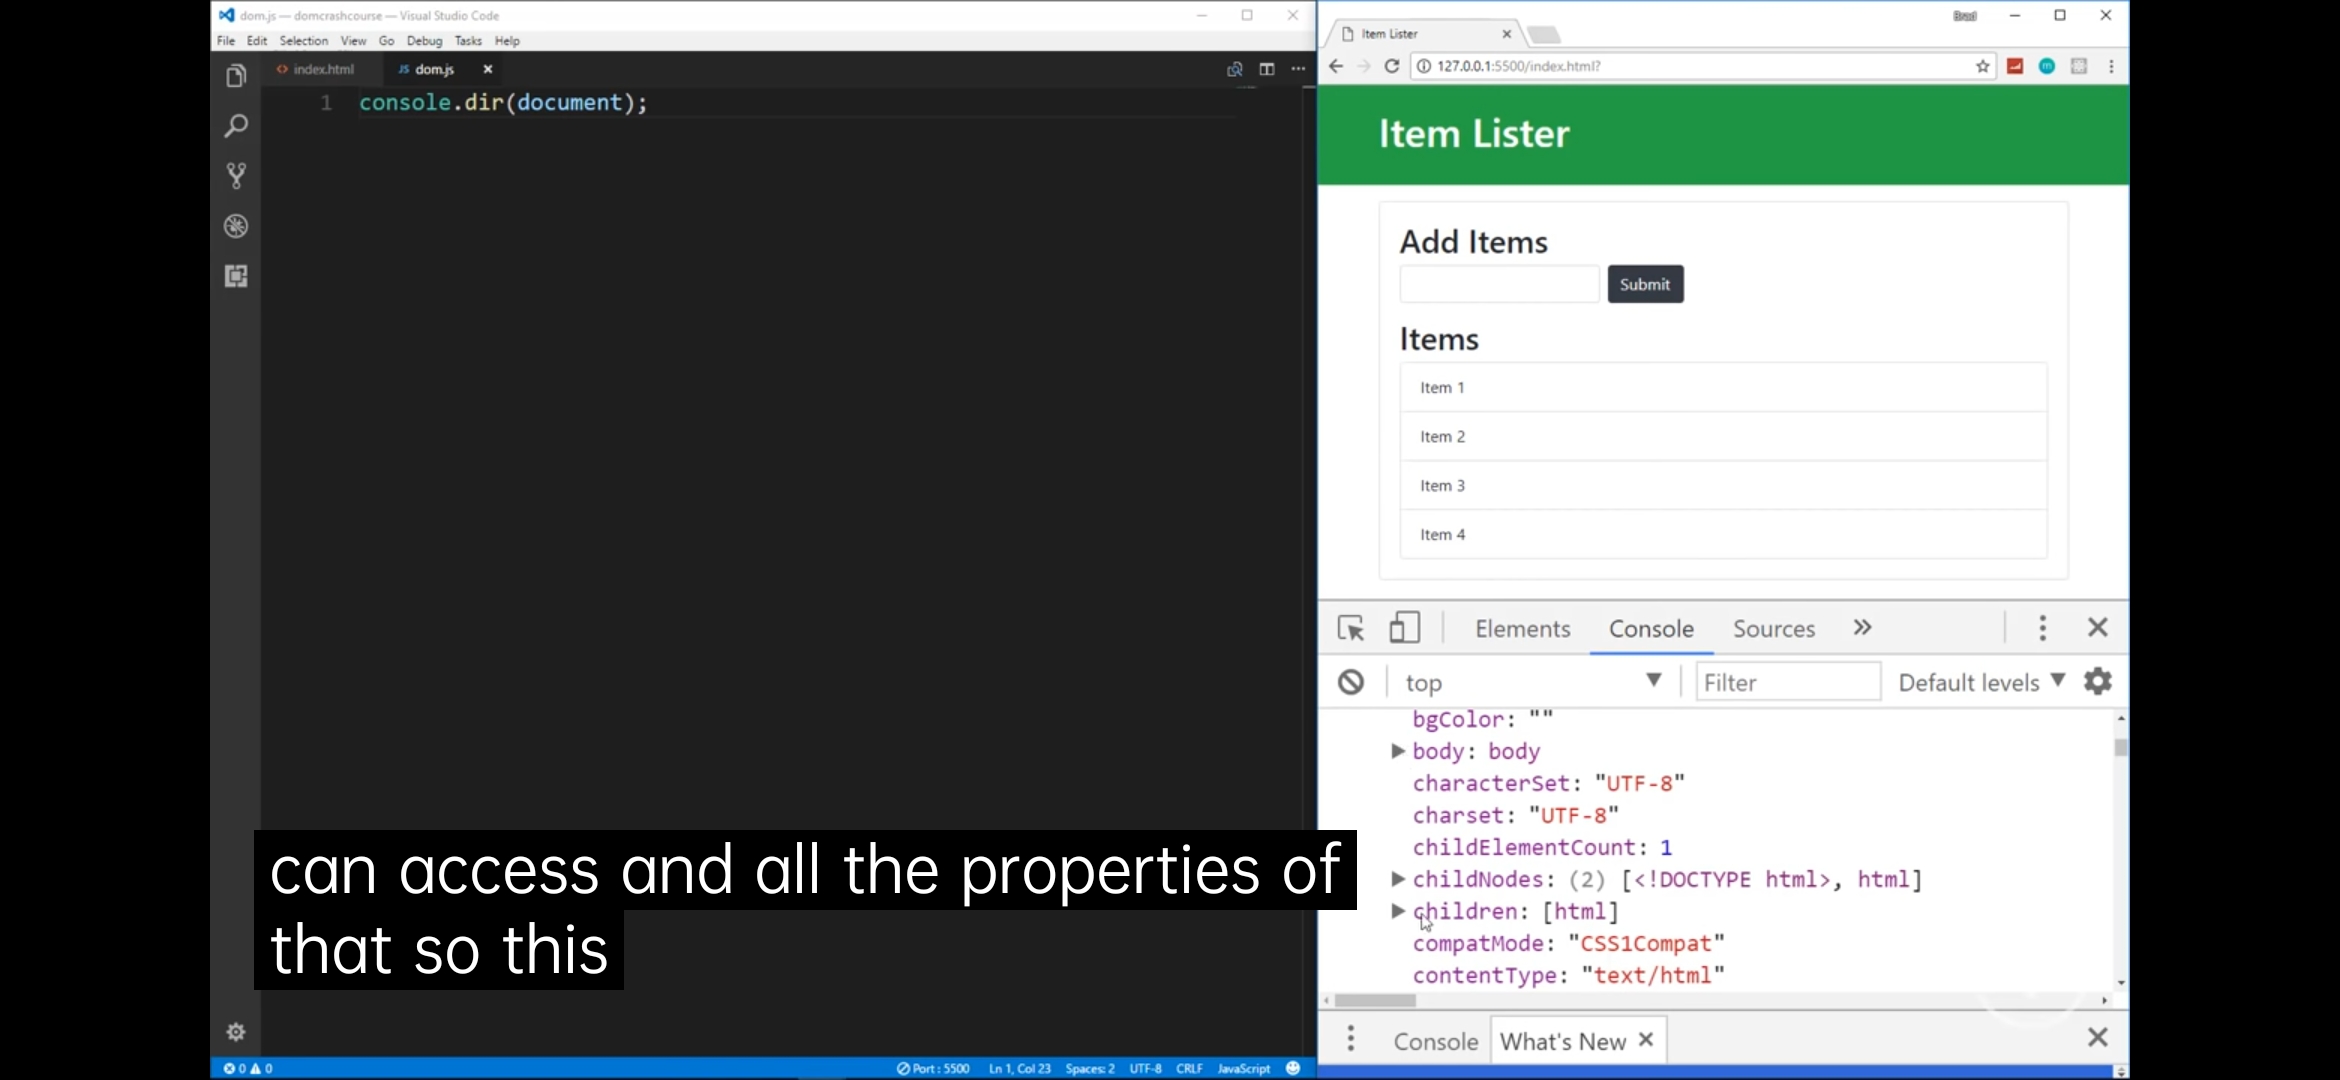 dom.js — domcrashcourse — Visual Studio Code
File Edit Selection View Go Debug Tasks Help
index.html
JS dom.js
1 console.dir(document);
can access and all the properties of
that so this
0 0
Port : 5500 Ln 1, Col 23 Spaces: 2 UTF-8 CRLF JavaScript
Brad
Item Lister
127.0.0.1:5500/index.html?
Item Lister
Add Items
Submit
Items
Item 1
Item 2
Item 3
Item 4
Elements Console Sources »
top Filter Default levels
bgColor: ""
body: body
characterSet: "UTF-8"
charset: "UTF-8"
childElementCount: 1
childNodes: (2) [<!DOCTYPE html>, html]
children: [html]
compatMode: "CSS1Compat"
contentType: "text/html"
Console What's New